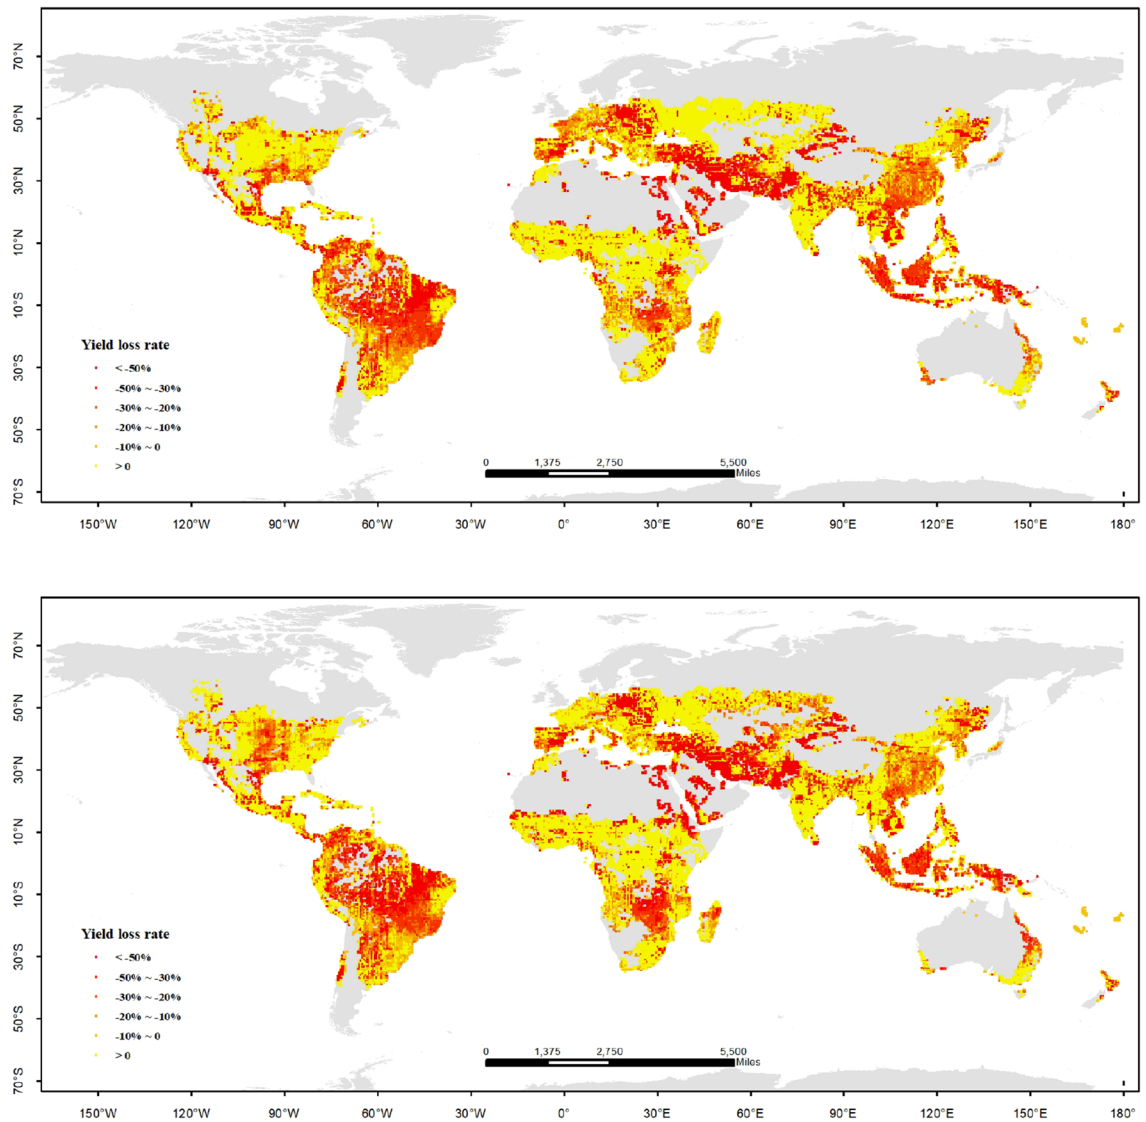 70°N
50°N
30°N
10°N
10°S
30°S
50°S
70°S
Yield loss rate
< -50%
-50% ~ -30%
-30% ~ -20%
-20% ~ -10%
-10% ~ 0
> 0
0 1,375 2,750 5,500
Miles
150°W 120°W 90°W 60°W 30°W 0° 30°E 60°E 90°E 120°E 150°E 180°
70°N
50°N
30°N
10°N
10°S
30°S
50°S
70°S
Yield loss rate
< -50%
-50% ~ -30%
-30% ~ -20%
-20% ~ -10%
-10% ~ 0
> 0
0 1,375 2,750 5,500
Miles
150°W 120°W 90°W 60°W 30°W 0° 30°E 60°E 90°E 120°E 150°E 180°